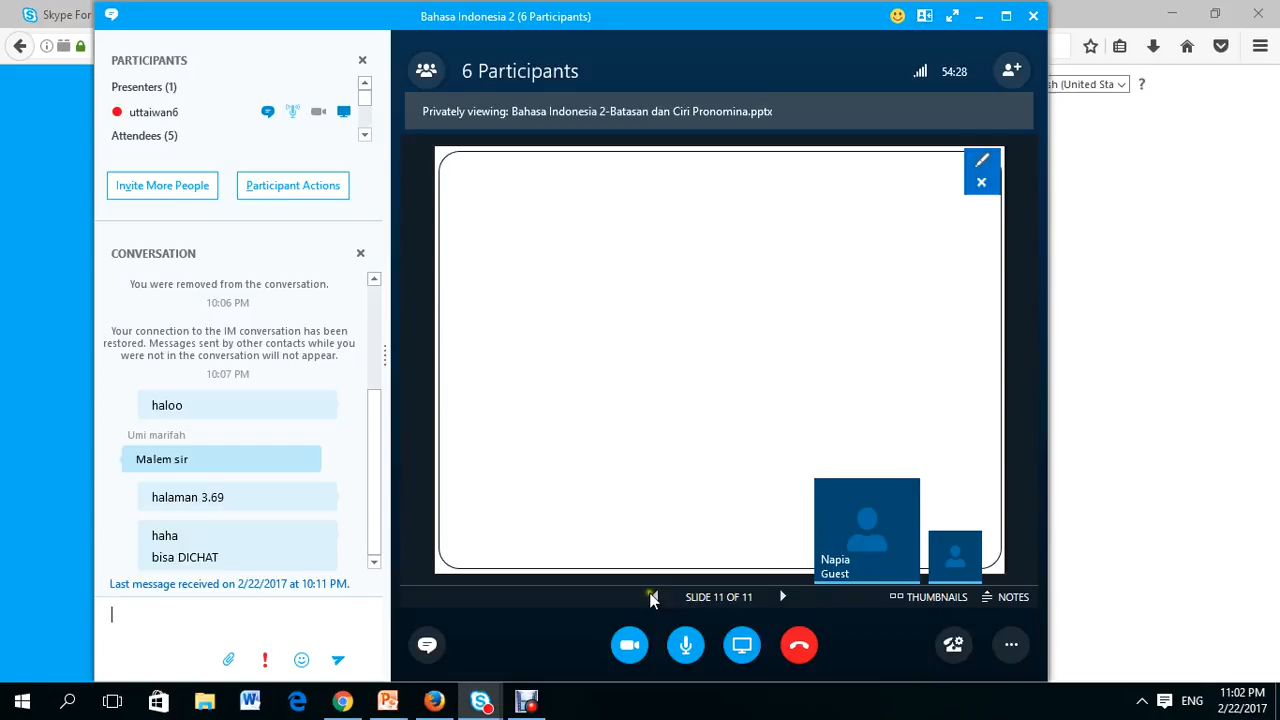 Skype For
Bahasa Indonesia 2 (6 Participants)
PARTICIPANTS
Presenters (1)
uttaiwan6
Attendees (5)
Invite More People
Participant Actions
CONVERSATION
You were removed from the conversation.
10:06 PM
Your connection to the IM conversation has been
restored. Messages sent by other contacts while you
were not in the conversation will not appear.
10:07 PM
haloo
Umi marifah
Malem sir
halaman 3.69
haha
bisa DICHAT
Last message received on 2/22/2017 at 10:11 PM.
6 Participants
54:28
Privately viewing: Bahasa Indonesia 2-Batasan dan Ciri Pronomina.pptx
Napia
Guest
SLIDE 11 OF 11
THUMBNAILS
NOTES
English (United Sta
?
ENG
11:02 PM
2/22/2017